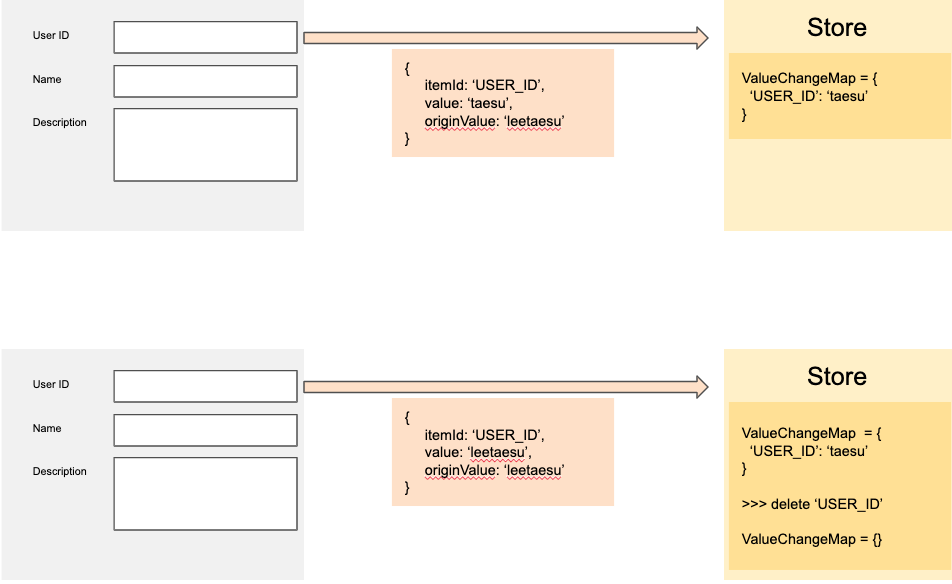 User ID
Name
Description
{
itemId: ‘USER_ID’,
value: ‘taesu’,
originValue: ‘leetaesu’
}
Store
ValueChangeMap = {
‘USER_ID’: ‘taesu’
}
User ID
Name
Description
{
itemId: ‘USER_ID’,
value: ‘leetaesu’,
originValue: ‘leetaesu’
}
Store
ValueChangeMap = {
‘USER_ID’: ‘taesu’
}
>>> delete ‘USER_ID’
ValueChangeMap = {}